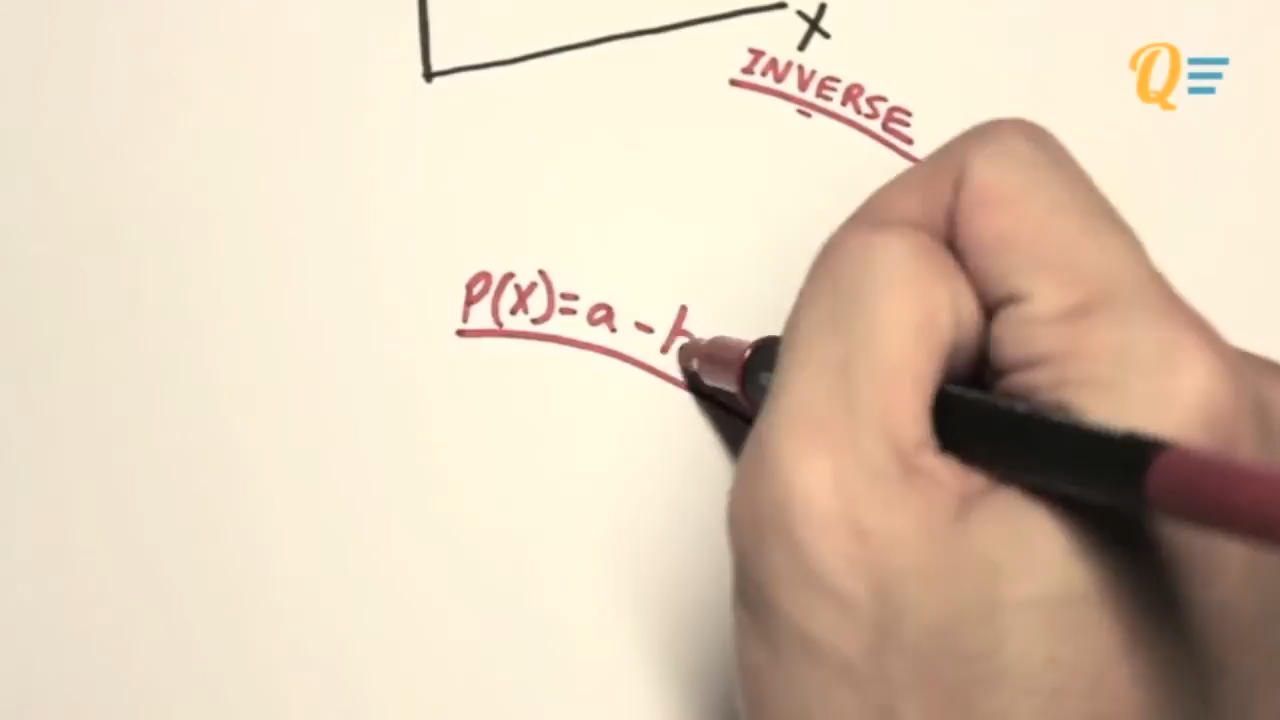 X
INVERSE
P(X)=a-b
Q